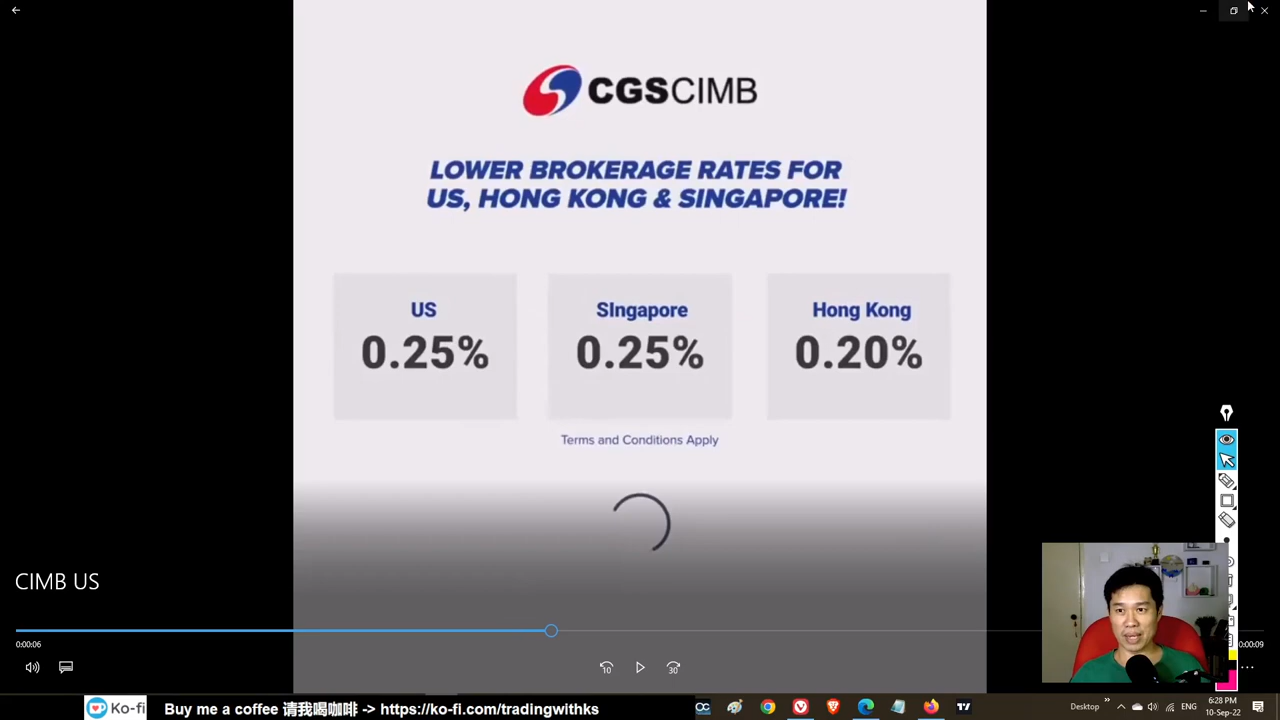 CGSCIMB
LOWER BROKERAGE RATES FOR
US, HONG KONG & SINGAPORE!
US
0.25%
SIngapore
0.25%
Hong Kong
0.20%
Terms and Conditions Apply
CIMB US
0:00:06
0:00:09
10
30
Ko-fi
Buy me a coffee 请我喝咖啡 -> https://ko-fi.com/tradingwithks
Desktop
ENG
6:28 PM
10-Sep-22